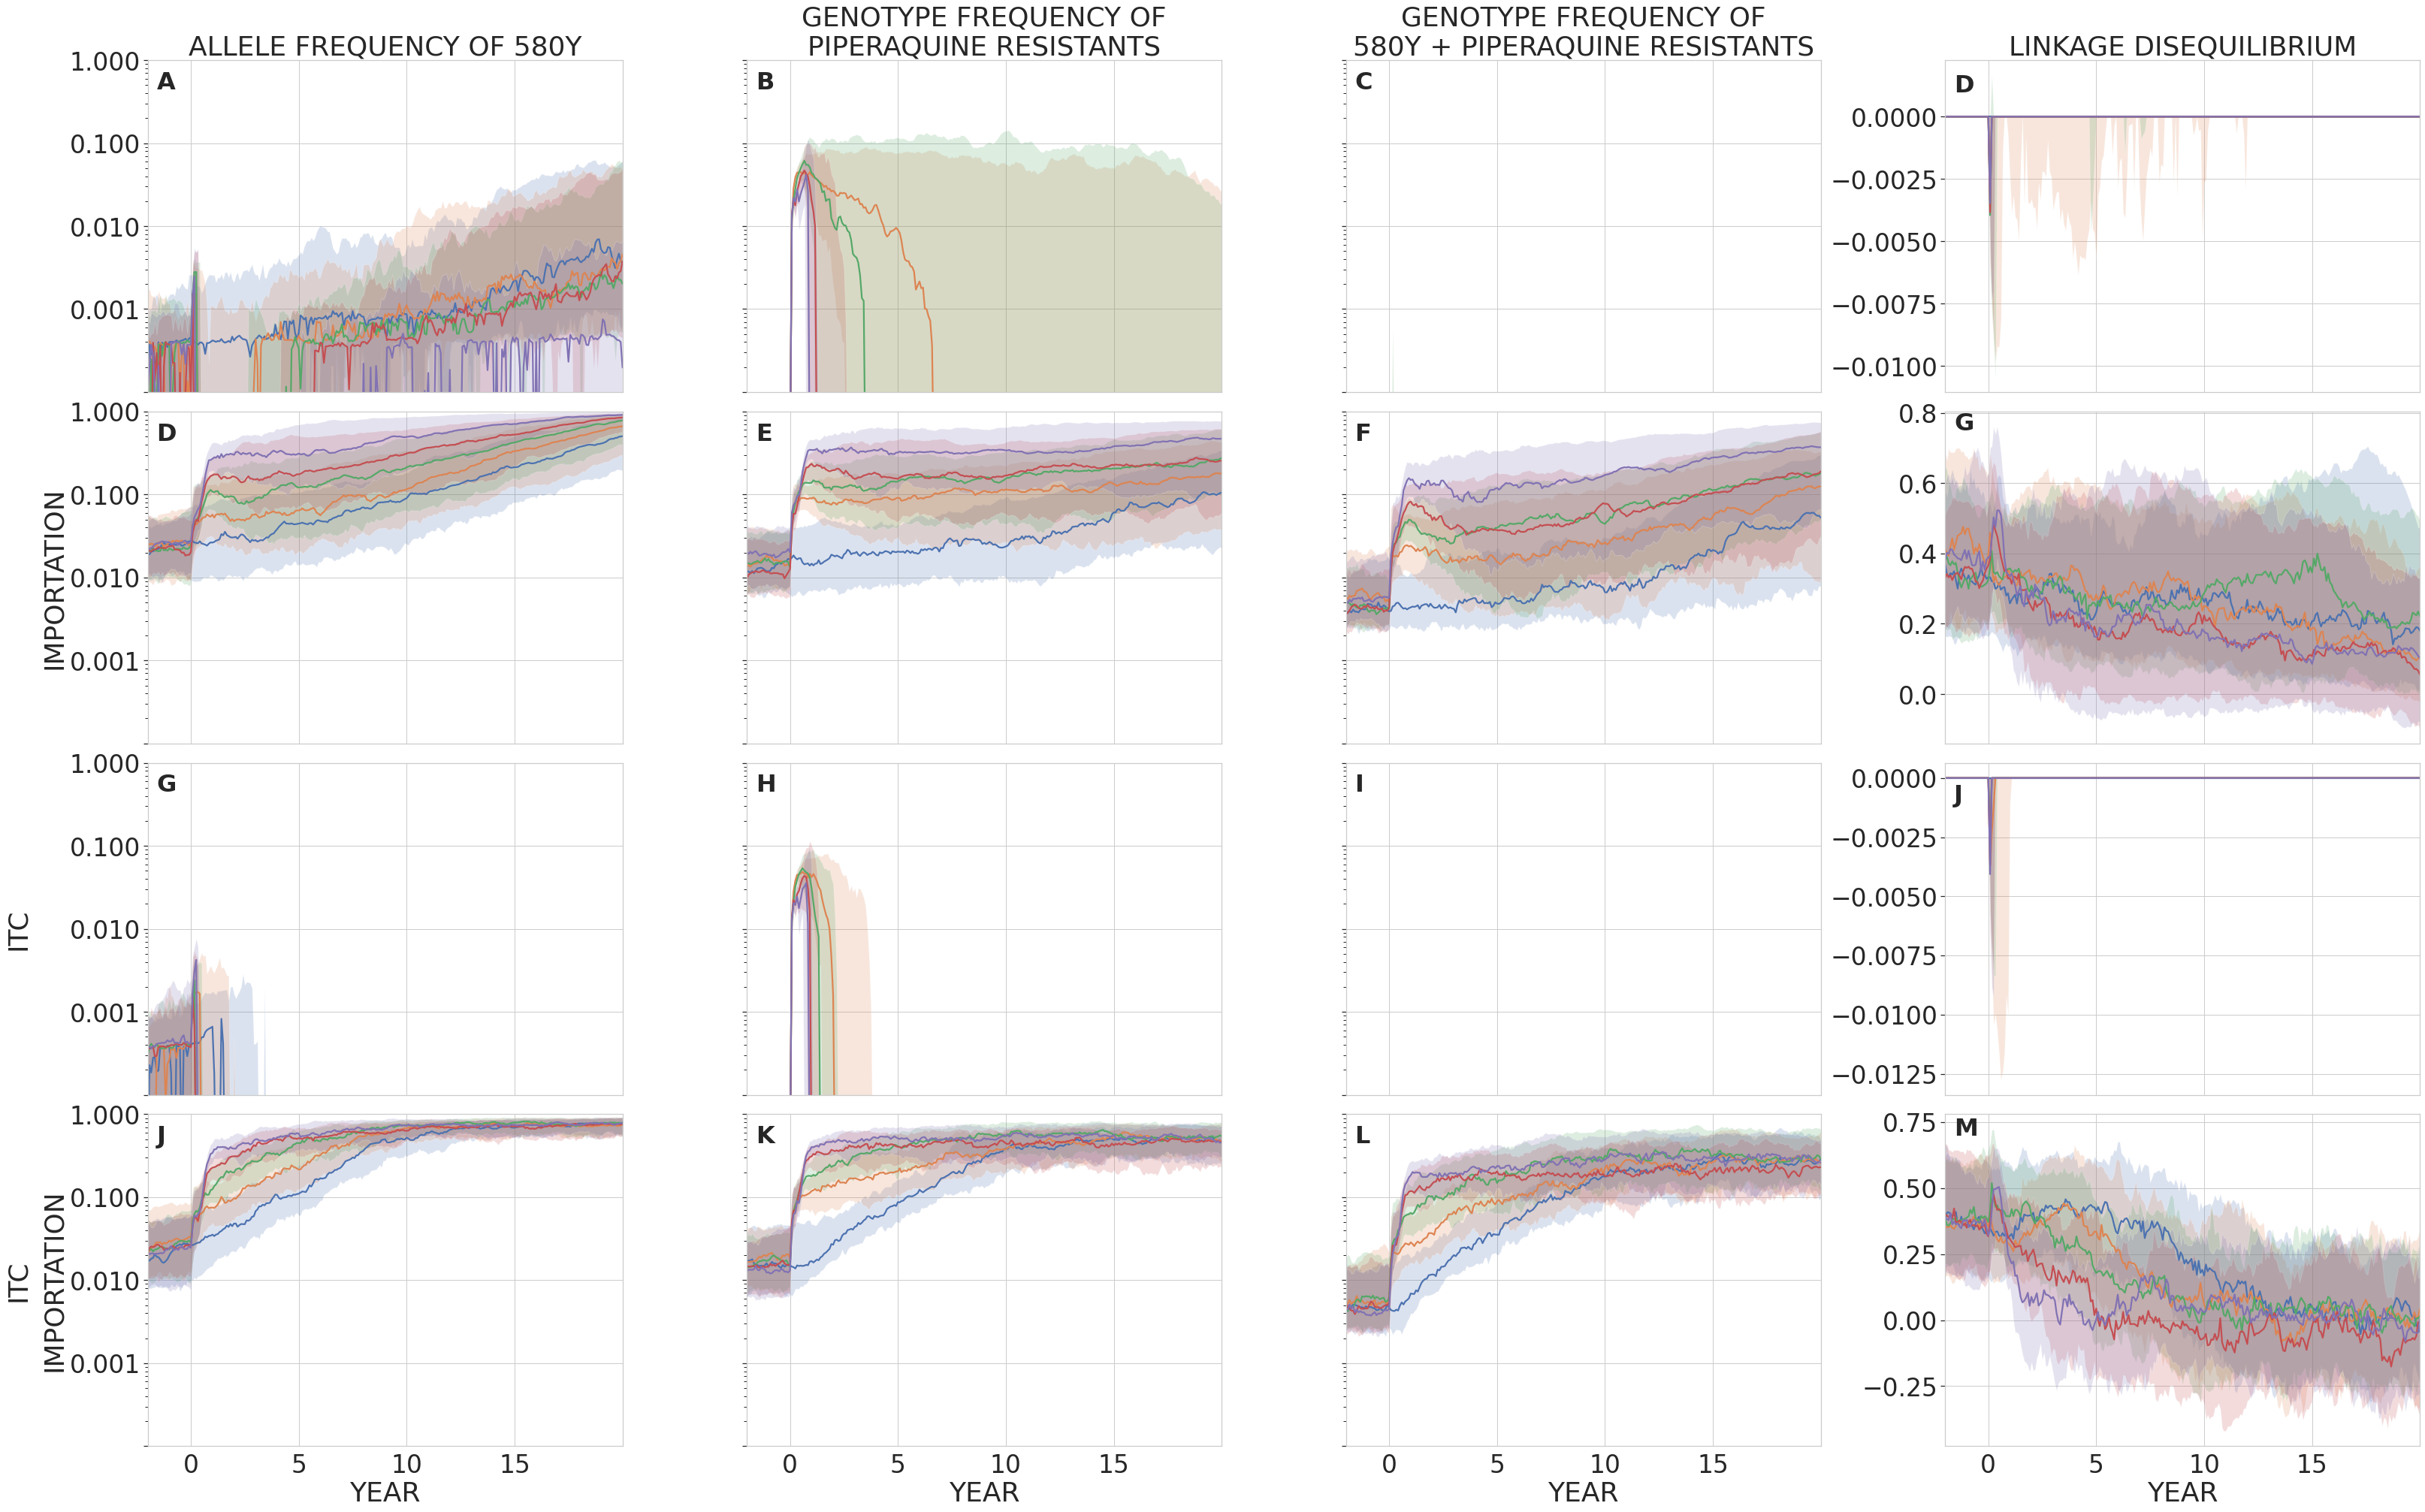 ALLELE FREQUENCY OF 580Y
GENOTYPE FREQUENCY OF
PIPERAQUINE RESISTANTS
GENOTYPE FREQUENCY OF
580Y + PIPERAQUINE RESISTANTS
LINKAGE DISEQUILIBRIUM
A
1.000
0.100
0.010
0.001
B
C
D
0.0000
−0.0025
−0.0050
−0.0075
−0.0100
IMPORTATION
D
1.000
0.100
0.010
0.001
E
F
G
0.8
0.6
0.4
0.2
0.0
ITC
G
1.000
0.100
0.010
0.001
H
I
J
0.0000
−0.0025
−0.0050
−0.0075
−0.0100
−0.0125
ITC
IMPORTATION
J
1.000
0.100
0.010
0.001
K
L
M
0.75
0.50
0.25
0.00
−0.25
0 5 10 15
YEAR
0 5 10 15
YEAR
0 5 10 15
YEAR
0 5 10 15
YEAR